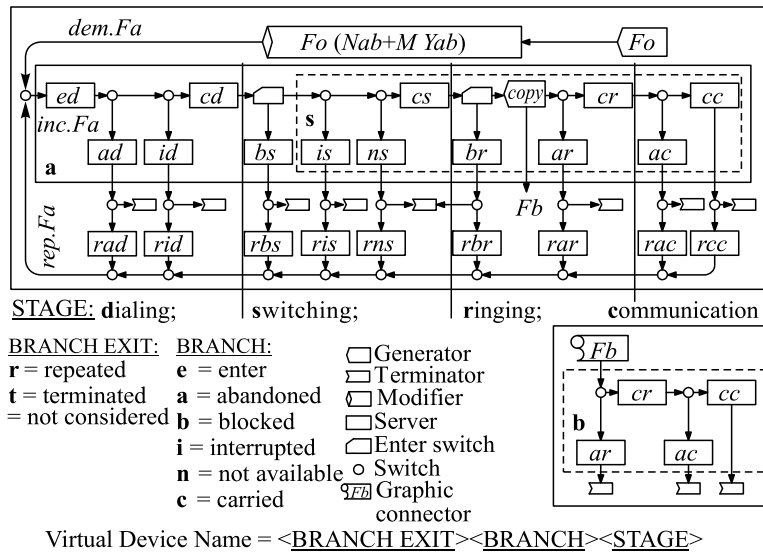 dem.Fa
Fo (Nab+M Yab)
Fo
ed
cd
cs
copy
cr
cc
inc.Fa
s
a
ad
id
bs
is
ns
br
ar
ac
Fb
rep.Fa
rad
rid
rbs
ris
rns
rbr
rar
rac
rcc
STAGE: dialing; switching; ringing; communication
BRANCH EXIT:
r = repeated
t = terminated
= not considered
BRANCH:
e = enter
a = abandoned
b = blocked
i = interrupted
n = not available
c = carried
Generator
Terminator
Modifier
Server
Enter switch
Switch
Fb Graphic
connector
Fb
cr
cc
b
ar
ac
Virtual Device Name = <BRANCH EXIT><BRANCH><STAGE>